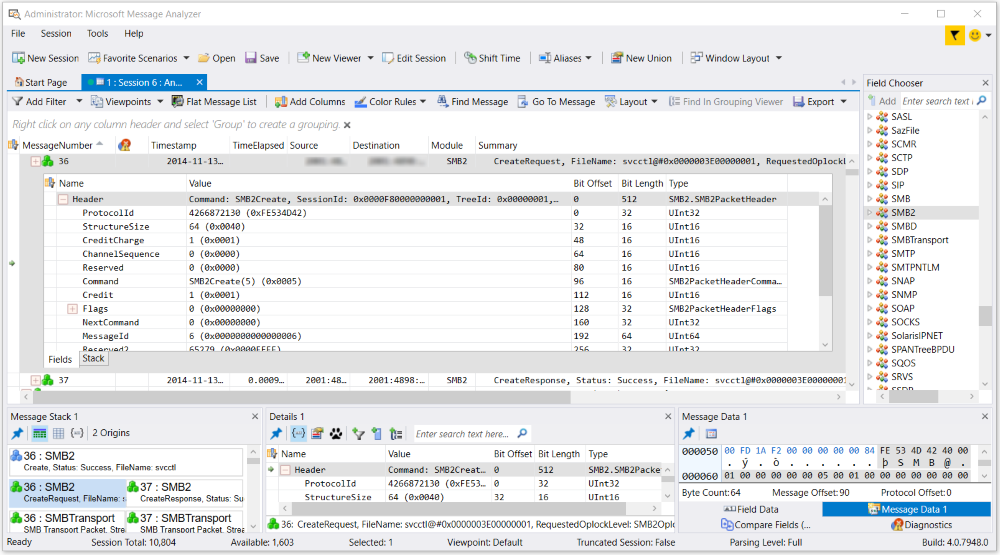 Administrator: Microsoft Message Analyzer
File Session Tools Help
New Session Favorite Scenarios Open Save New Viewer Edit Session Shift Time Aliases New Union Window Layout
Start Page 1 : Session 6 : An...
Add Filter Viewpoints Flat Message List Add Columns Color Rules Find Message Go To Message Layout Find In Grouping Viewer Export
Right click on any column header and select 'Group' to create a grouping.
MessageNumber Timestamp TimeElapsed Source Destination Module Summary
36 2014-11-13... SMB2 CreateRequest, FileName: svcctl@#0x0000003E00000001, RequestedOplock
Name Value Bit Offset Bit Length Type
Header Command: SMB2Create, SessionId: 0x0000F80000000001, TreeId: 0x00000001,... 0 512 SMB2.SMB2PacketHeader
ProtocolId 4266872130 (0xFE534D42) 0 32 UInt32
StructureSize 64 (0x0040) 32 16 UInt16
CreditCharge 1 (0x0001) 48 16 UInt16
ChannelSequence 0 (0x0000) 64 16 UInt16
Reserved 0 (0x0000) 80 16 UInt16
Command SMB2Create(5) (0x0005) 96 16 SMB2PacketHeaderComma...
Credit 1 (0x0001) 112 16 UInt16
Flags 0 (0x00000000) 128 32 SMB2PacketHeaderFlags
NextCommand 0 (0x00000000) 160 32 UInt32
MessageId 6 (0x0000000000000006) 192 64 UInt64
Reserved2 65279 (0x0000FEFF) 256 32 UInt32
Fields Stack
37 2014-11-13... 0.0009... 2001:48... 2001:4898:... SMB2 CreateResponse, Status: Success, FileName: svcctl@#0x0000003E00000001
Field Chooser
Add Enter search text
SASL
SazFile
SCMR
SCTP
SDP
SIP
SMB
SMB2
SMBD
SMBTransport
SMTP
SMTPNTLM
SNAP
SNMP
SOAP
SOCKS
SolarisIPNET
SPANTreeBPDU
SQOS
SRVS
Message Stack 1
2 Origins
36 : SMB2
Create, Status: Success, FileName: svcctl
36 : SMB2
CreateRequest, FileName: s
37 : SMB2
CreateResponse, Status: Su
36 : SMBTransport
SMB Transport Packet. Strea
37 : SMBTransport
SMB Transport Packet. Strea
Details 1
Enter search text here...
Name Value Bit Offset Bit Length Type
Header Command: SMB2Creat... 0 512 SMB2.SMB2Packet
ProtocolId 4266872130 (0xFE53... 0 32 UInt32
StructureSize 64 (0x0040) 32 16 UInt16
36: CreateRequest, FileName: svcctl@#0x0000003E00000001, RequestedOplockLevel: SMB2Opl
Message Data 1
000050 00 FD 1A F2 00 00 00 00 00 84 FE 53 4D 42 40 00
. ý . ò . . . . . . þ S M B @ .
000060 01 00 00 00 00 00 05 00 01 00 00 00 00 00 00 00
Byte Count:64 Message Offset:90 Protocol Offset:0
Field Data Message Data 1
Compare Fields (... Diagnostics
Ready Session Total: 10,804 Available: 1,603 Selected: 1 Viewpoint: Default Truncated Session: False Parsing Level: Full Build: 4.0.7948.0